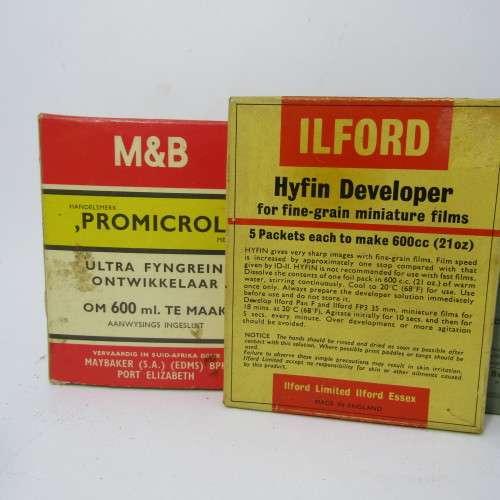 M&B
HANDELSMERK
‚PROMICROL
ULTRA FYNGREIN
ONTWIKKELAAR
OM 600 ml. TE MAAK
AANWYSINGS INGESLUIT
VERVAARDIG IN SUID-AFRIKA DEUR
MAYBAKER (S.A.) (EDMS) BPK
PORT ELIZABETH
ILFORD
Hyfin Developer
for fine-grain miniature films
5 Packets each to make 600cc (21oz)
HYFIN gives very sharp images with fine-grain films. Film speed
is increased by approximately one stop compared with that
given by ID-11. HYFIN is not recommended for use with fast films.
Dissolve the contents of one foil pack in 600 c.c. (21 oz.) of warm
water, stirring continuously. Cool to 20°C (68°F) for use. Use
once only. Always prepare the developer solution immediately
before use and do not store it.
Develop Ilford Pan F and Ilford FP3 35 mm. miniature films for
18 mins. at 20°C (68°F). Agitate initially for 10 secs. and then for
5 secs. every minute. Over development or more agitation
should be avoided.
NOTICE The hands should be rinsed and dried as soon as possible after
contact with this solution. Where possible print paddles or tongs should be
used.
Failure to observe these simple precautions may result in skin irritation.
Ilford Limited accept no responsibility for skin or other ailments caused
by this product.
Ilford Limited Ilford Essex
MADE IN ENGLAND